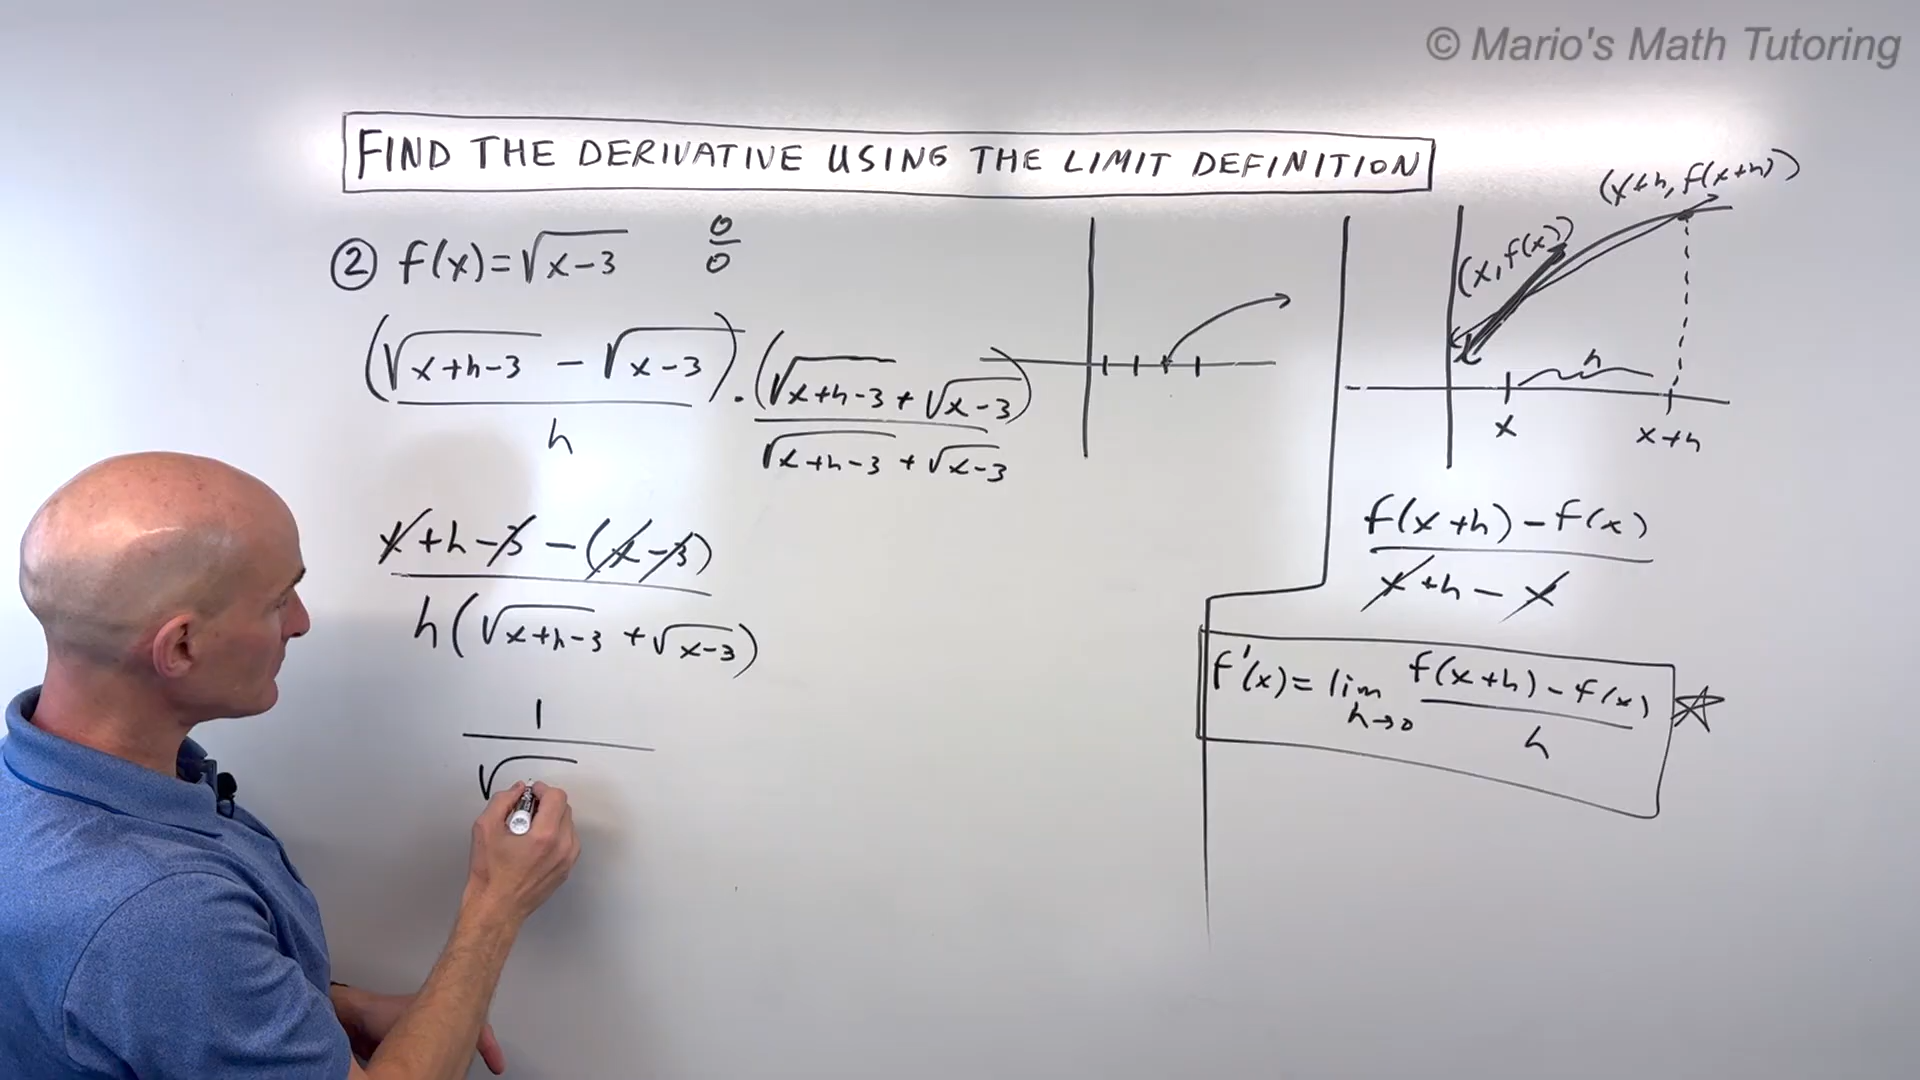 © Mario's Math Tutoring
FIND THE DERIVATIVE USING THE LIMIT DEFINITION
② f(x)=√(x-3) 0/0
(√(x+h-3) - √(x-3))/h · (√(x+h-3) + √(x-3))/(√(x+h-3) + √(x-3))
(x+h-3-(x-3))/(h(√(x+h-3) + √(x-3)))
1/√
(x+h, f(x+h))
(x, f(x))
h
x x+h
(f(x+h)-f(x))/(x+h-x)
f'(x) = lim h→0 (f(x+h)-f(x))/h